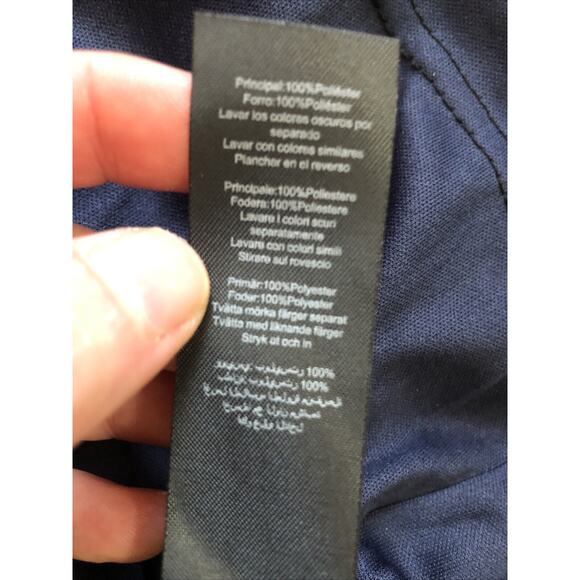 Principal:100%Poliéster
Forro:100%Poliéster
Lavar los colores oscuros por
separado
Lavar con colores similares
Planchar en el reverso
Principale:100%Poliestere
Fodera:100%Poliestere
Lavare i colori scuri
separatamente
Lavare con colori simili
Stirare sul rovescio
Primär:100%Polyester
Foder:100%Polyester
Tvätta mörka färger separat
Tvätta med liknande färger
Stryk ut och in
100%
100%